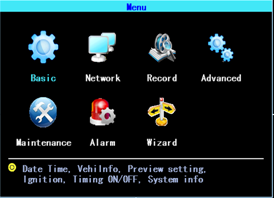 Menu
Basic Network Record Advanced
Maintenance Alarm Wizard
Date Time, VehiInfo, Preview setting,
Ignition, Timing ON/OFF, System info